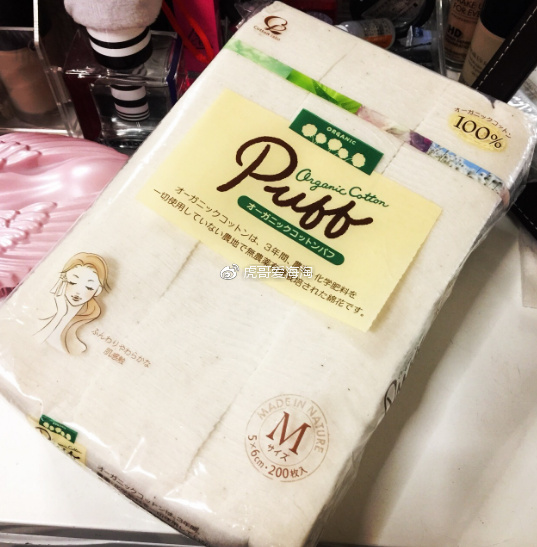 オーガニックコットン
100%
ORGANIC
Organic Cotton
Puff
オーガニックコットンパフ
オーガニックコットンは、3年間、農薬、化学肥料を
一切使用していない農地で無農薬有機栽培された綿花です。
虎哥爱海淘
ふんわりやわらかな
肌感触
MADE IN NATURE
M
サイズ
5×6cm・200枚入
Puff
HD